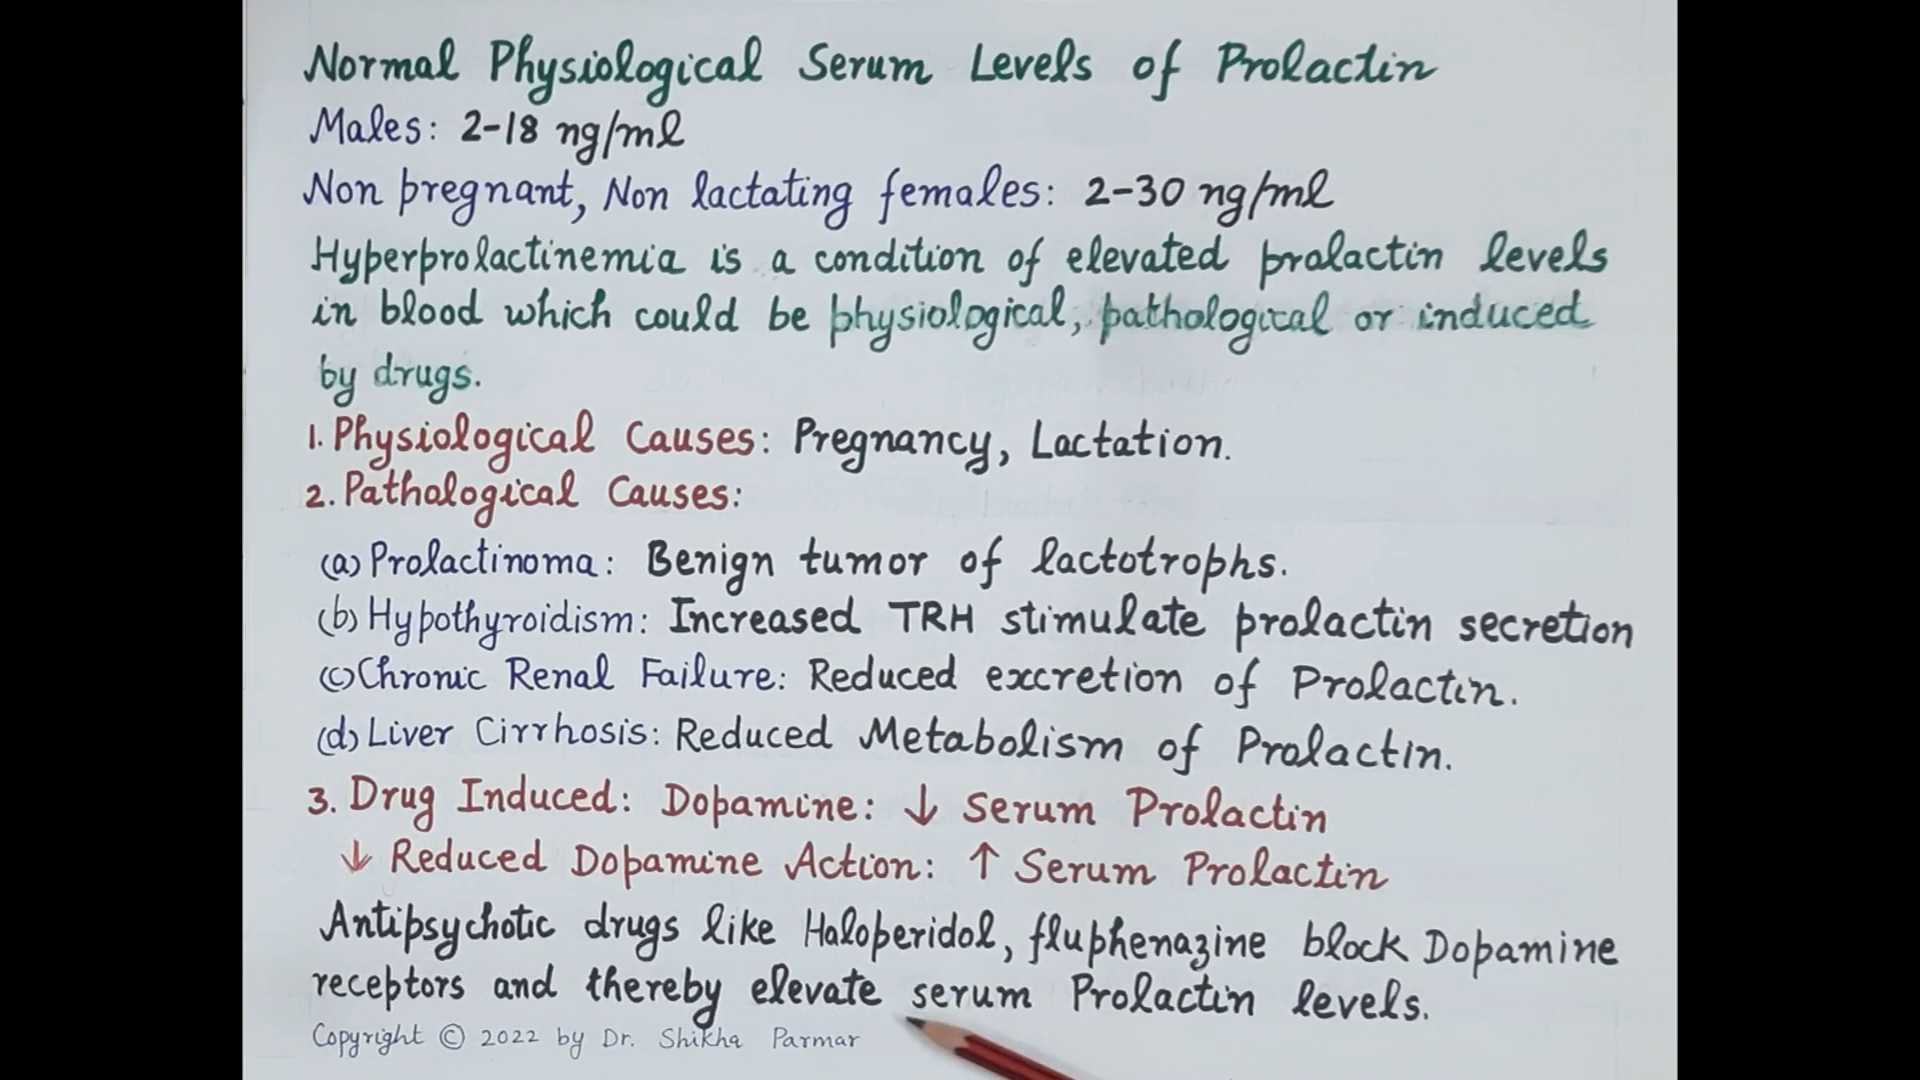 Normal Physiological Serum Levels of Prolactin
Males: 2-18 ng/ml
Non pregnant, Non lactating females: 2-30 ng/ml
Hyperprolactinemia is a condition of elevated prolactin levels
in blood which could be physiological, pathological or induced
by drugs.
1. Physiological Causes: Pregnancy, Lactation.
2. Pathological Causes:
(a) Prolactinoma: Benign tumor of lactotrophs.
(b) Hypothyroidism: Increased TRH stimulate prolactin secretion
(c) Chronic Renal Failure: Reduced excretion of Prolactin.
(d) Liver Cirrhosis: Reduced Metabolism of Prolactin.
3. Drug Induced: Dopamine: ↓ Serum Prolactin
↓ Reduced Dopamine Action: ↑ Serum Prolactin
Antipsychotic drugs like Haloperidol, fluphenazine block Dopamine
receptors and thereby elevate serum Prolactin levels.
Copyright © 2022 by Dr. Shikha Parmar